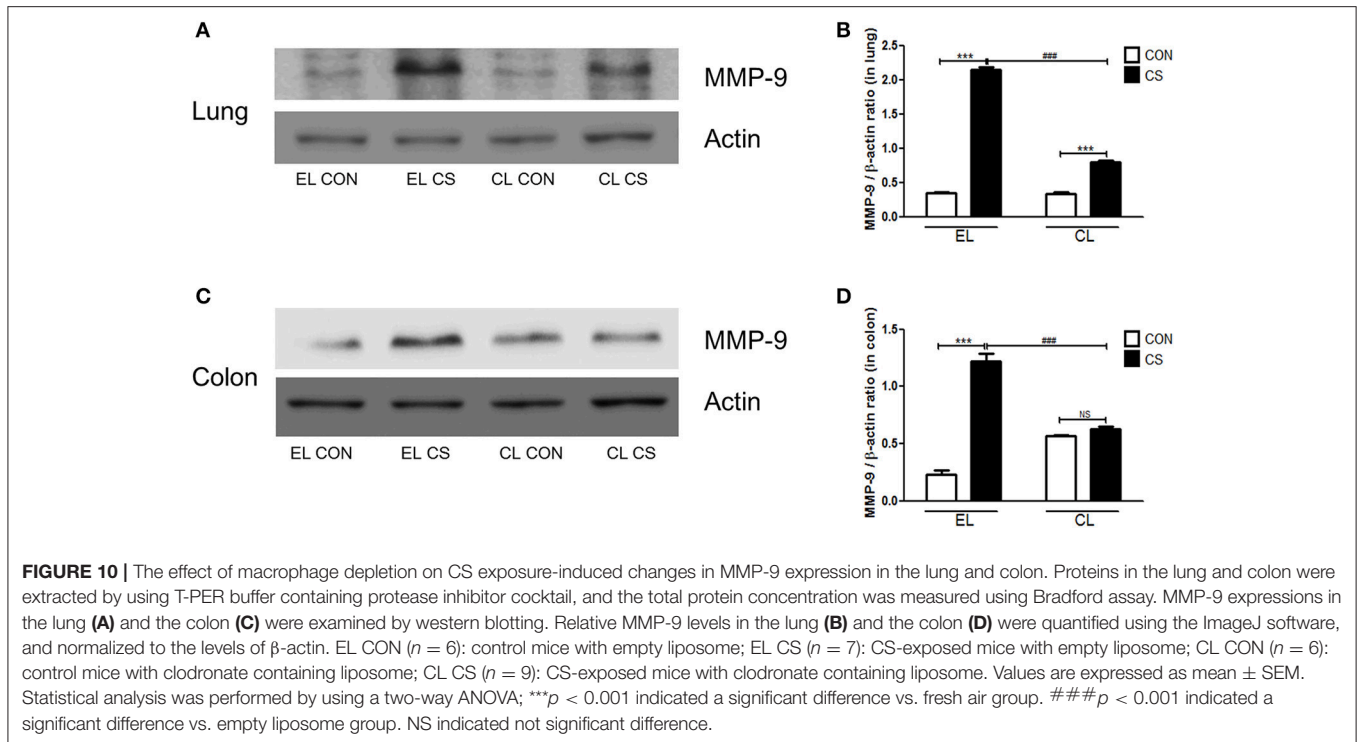 A
Lung
MMP-9
Actin
EL CON EL CS CL CON CL CS
B
MMP-9 / β-actin ratio (in lung)
2.5
2.0
1.5
1.0
0.5
0.0
*** ###
***
CON
CS
EL CL
C
Colon
MMP-9
Actin
EL CON EL CS CL CON CL CS
D
MMP-9 / β-actin ratio (in colon)
1.5
1.0
0.5
0.0
*** ###
NS
CON
CS
EL CL
FIGURE 10 | The effect of macrophage depletion on CS exposure-induced changes in MMP-9 expression in the lung and colon. Proteins in the lung and colon were
extracted by using T-PER buffer containing protease inhibitor cocktail, and the total protein concentration was measured using Bradford assay. MMP-9 expressions in
the lung (A) and the colon (C) were examined by western blotting. Relative MMP-9 levels in the lung (B) and the colon (D) were quantified using the ImageJ software,
and normalized to the levels of β-actin. EL CON (n = 6): control mice with empty liposome; EL CS (n = 7): CS-exposed mice with empty liposome; CL CON (n = 6):
control mice with clodronate containing liposome; CL CS (n = 9): CS-exposed mice with clodronate containing liposome. Values are expressed as mean ± SEM.
Statistical analysis was performed by using a two-way ANOVA; ***p < 0.001 indicated a significant difference vs. fresh air group. ###p < 0.001 indicated a
significant difference vs. empty liposome group. NS indicated not significant difference.